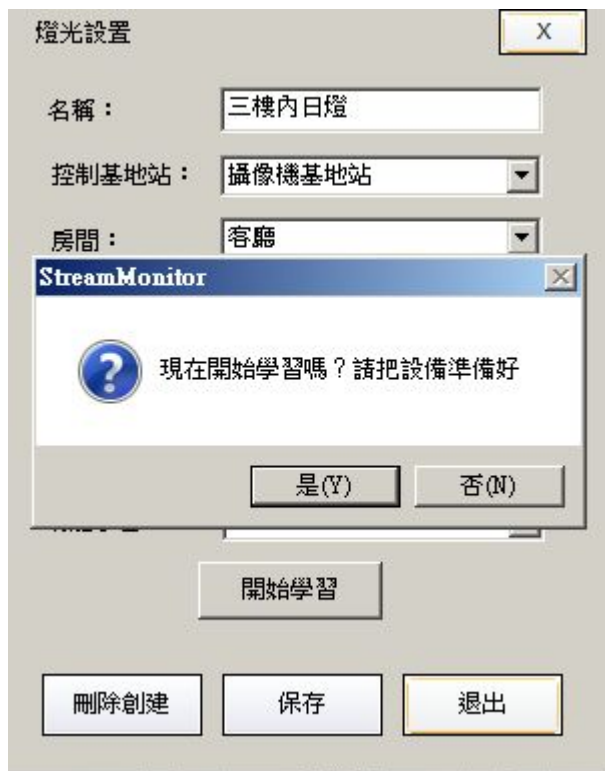 燈光設置
X
名稱：
三樓內日燈
控制基地站：
攝像機基地站
房間：
客廳
StreamMonitor
現在開始學習嗎？請把設備準備好
是(Y)
否(N)
開始學習
刪除創建
保存
退出